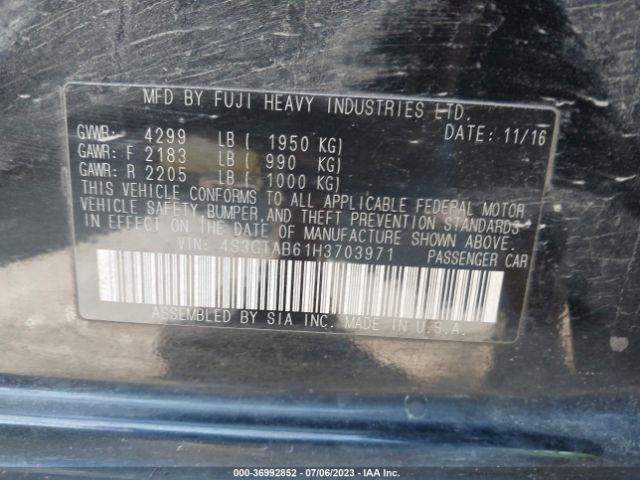 MFD BY FUJI HEAVY INDUSTRIES LTD.
GVWR: 4299 LB ( 1950 KG) DATE: 11/16
GAWR: F 2183 LB ( 990 KG)
GAWR: R 2205 LB ( 1000 KG)
THIS VEHICLE CONFORMS TO ALL APPLICABLE FEDERAL MOTOR
VEHICLE SAFETY, BUMPER, AND THEFT PREVENTION STANDARDS
IN EFFECT ON THE DATE OF MANUFACTURE SHOWN ABOVE.
VIN: 4S3GTAB61H3703971 PASSENGER CAR
ASSEMBLED BY SIA INC. MADE IN U.S.A.
000-36992852 / 07/06/2023 - IAA Inc.